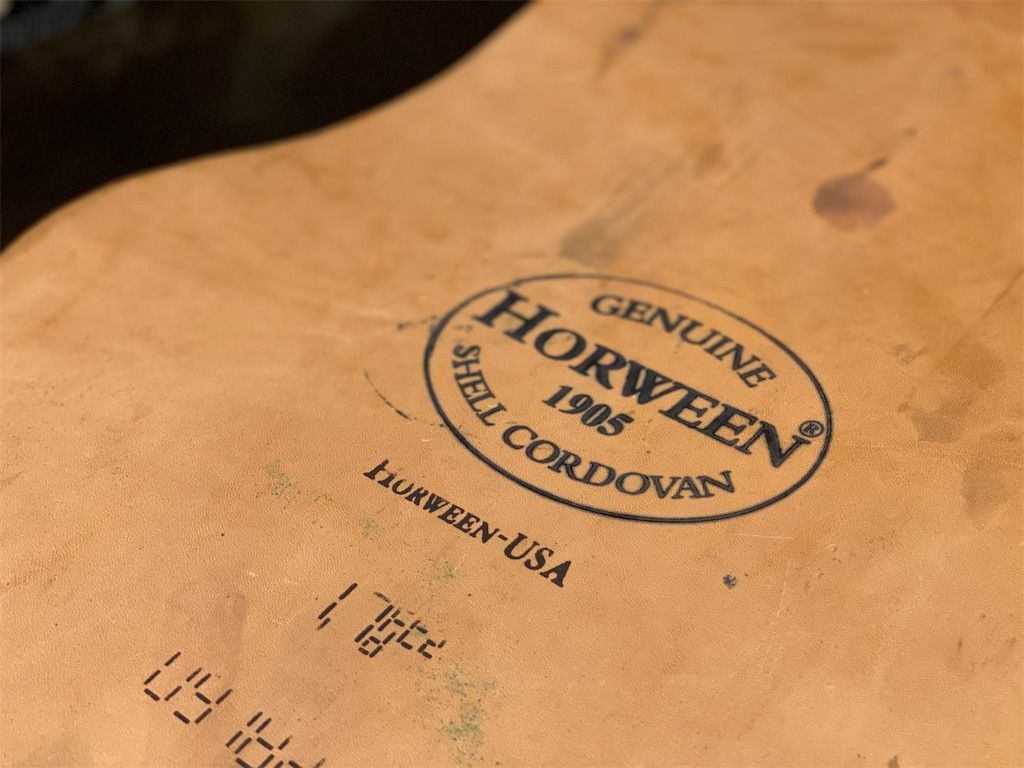 GENUINE
HORWEEN®
1905
SHELL CORDOVAN
HORWEEN-USA